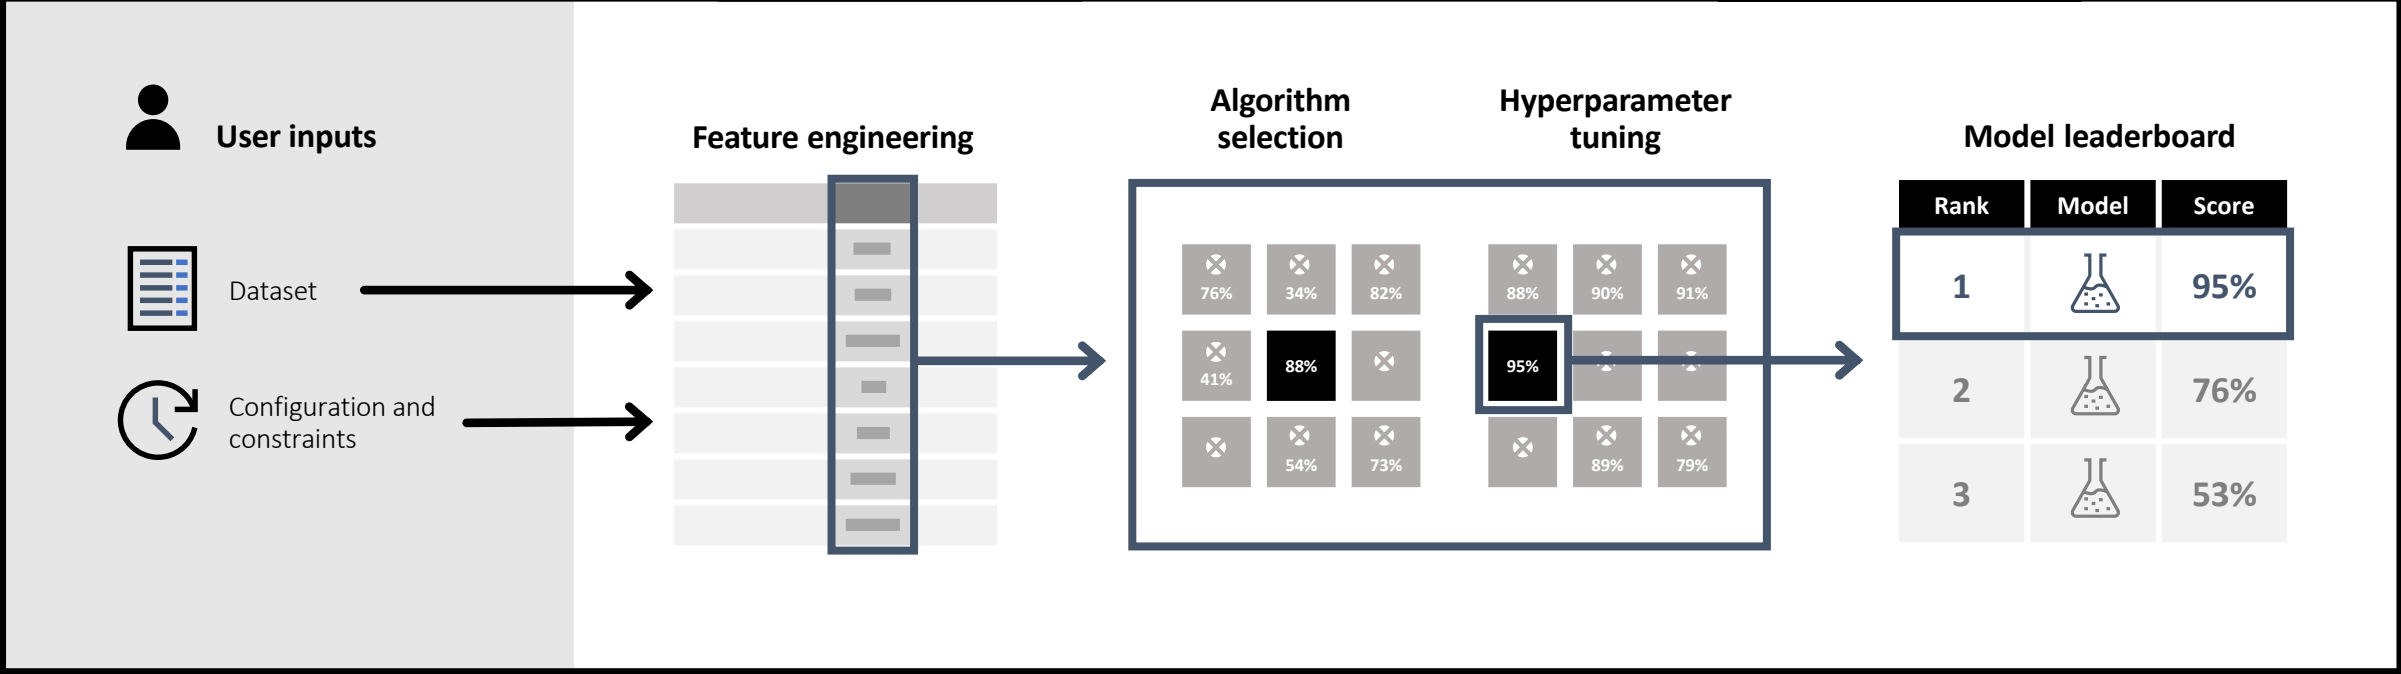 User inputs
Dataset
Configuration and
constraints
Feature engineering
Algorithm
selection
76% 34% 82%
41% 88%
54% 73%
Hyperparameter
tuning
88% 90% 91%
95%
89% 79%
Model leaderboard
Rank Model Score
1 95%
2 76%
3 53%